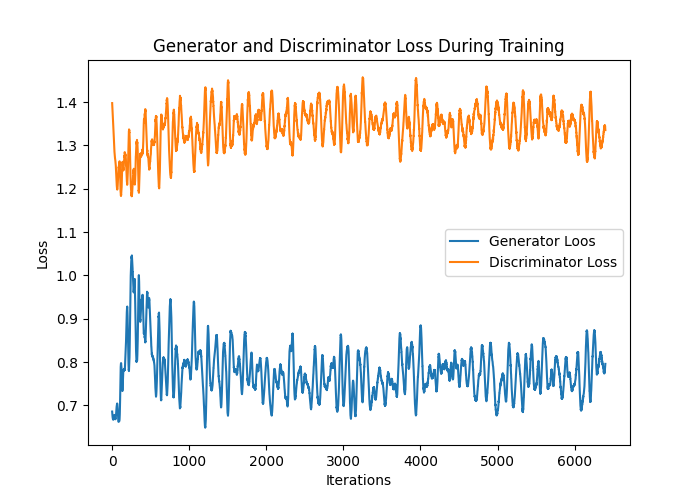 Generator and Discriminator Loss During Training
Loss
1.4
1.3
1.2
1.1
1.0
0.9
0.8
0.7
Generator Loos
Discriminator Loss
0 1000 2000 3000 4000 5000 6000
Iterations